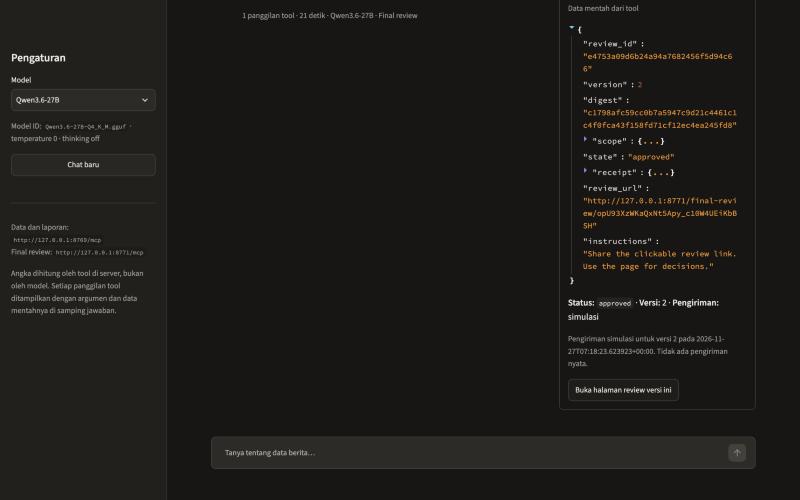 Pengaturan
Model
Qwen3.6-27B
Model ID: Qwen3.6-27B-Q4_K_M.gguf ·
temperature 0 · thinking off
Chat baru
Data dan laporan:
http://127.0.0.1:8769/mcp
Final review: http://127.0.0.1:8771/mcp
Angka dihitung oleh tool di server, bukan
oleh model. Setiap panggilan tool
ditampilkan dengan argumen dan data
mentahnya di samping jawaban.
1 panggilan tool · 21 detik · Qwen3.6-27B · Final review
Data mentah dari tool
{
"review_id" :
"e4753a09d6b24a94a7682456f5d94c6
6"
"version" : 2
"digest" :
"c1798afc59cc0b7a5947c9d21c4461c1
c4f0fca43f158fd71cf12ec4ea245fd8"
"scope" : {...}
"state" : "approved"
"receipt" : {...}
"review_url" :
"http://127.0.0.1:8771/final-revi
ew/opU93XzWKaQxNt5Apy_c10W4UEiKbB
SH"
"instructions" :
"Share the clickable review link.
Use the page for decisions."
}
Status: approved · Versi: 2 · Pengiriman:
simulasi
Pengiriman simulasi untuk versi 2 pada 2026-11-
27T07:18:23.623923+00:00. Tidak ada pengiriman
nyata.
Buka halaman review versi ini
Tanya tentang data berita...